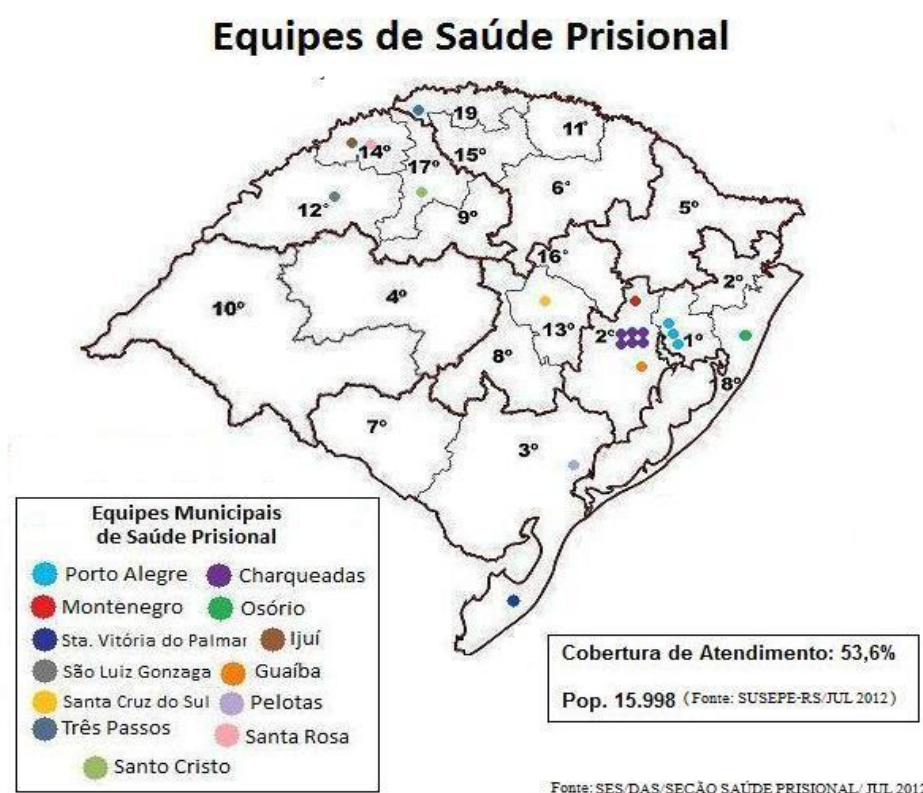 Equipes de Saúde Prisional
19
11°
14°
15°
17°
6°
12°
9°
5°
16°
2°
10°
4°
13°
2°
1°
8°
8°
7°
3°
Equipes Municipais
de Saúde Prisional
Porto Alegre Charqueadas
Montenegro Osório
Sta. Vitória do Palmar Ijuí
São Luiz Gonzaga Guaíba
Santa Cruz do Sul Pelotas
Três Passos Santa Rosa
Santo Cristo
Cobertura de Atendimento: 53,6%
Pop. 15.998 (Fonte: SUSEPE-RS/JUL 2012)
Fonte: SES/DAS/SEÇÃO SAÚDE PRISIONAL/ JUL 2012